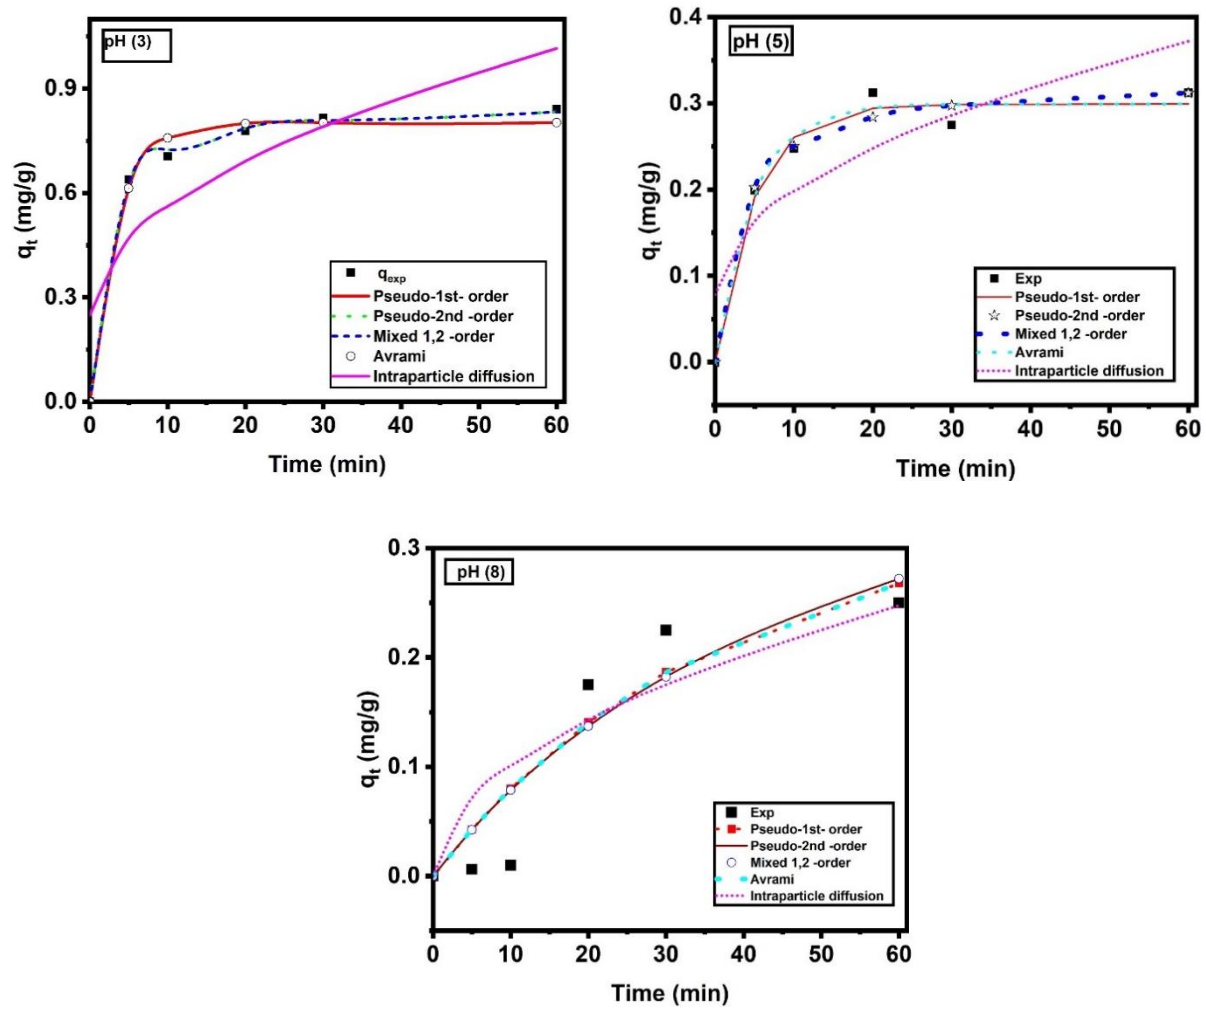 pH (3)
0.9
0.6
0.3
0.0
qt (mg/g)
qexp
Pseudo-1st- order
Pseudo-2nd -order
Mixed 1,2 -order
Avrami
Intraparticle diffusion
0 10 20 30 40 50 60
Time (min)
pH (5)
0.4
0.3
0.2
0.1
0.0
qt (mg/g)
Exp
Pseudo-1st- order
Pseudo-2nd -order
Mixed 1,2 -order
Avrami
Intraparticle diffusion
0 10 20 30 40 50 60
Time (min)
pH (8)
0.3
0.2
0.1
0.0
qt (mg/g)
Exp
Pseudo-1st- order
Pseudo-2nd -order
Mixed 1,2 -order
Avrami
Intraparticle diffusion
0 10 20 30 40 50 60
Time (min)